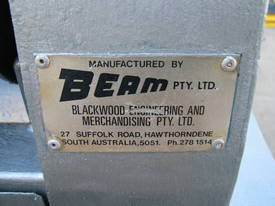 MANUFACTURED BY
BEAM PTY. LTD.
BLACKWOOD ENGINEERING AND
MERCHANDISING PTY. LTD.
27 SUFFOLK ROAD, HAWTHORNDENE
SOUTH AUSTRALIA, 5051. Ph. 278 1514